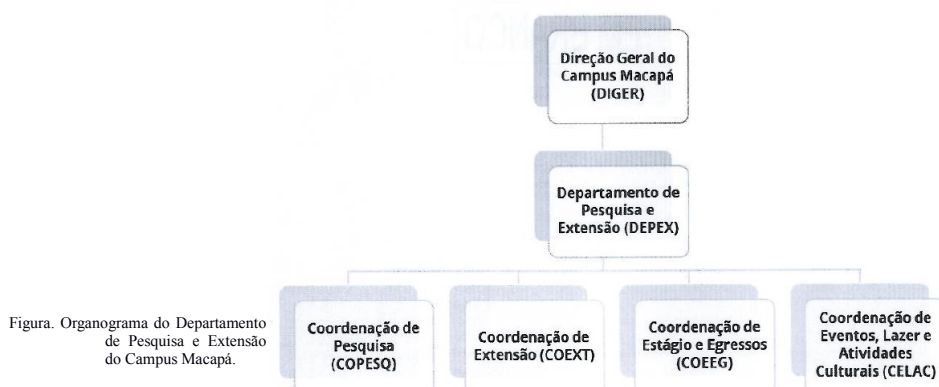 Direção Geral do
Campus Macapá
(DIGER)
Departamento de
Pesquisa e
Extensão (DEPEX)
Figura. Organograma do Departamento
de Pesquisa e Extensão
do Campus Macapá.
Coordenação de
Pesquisa
(COPESQ)
Coordenação de
Extensão (COEXT)
Coordenação de
Estágio e Egressos
(COEEG)
Coordenação de
Eventos, Lazer e
Atividades
Culturais (CELAC)